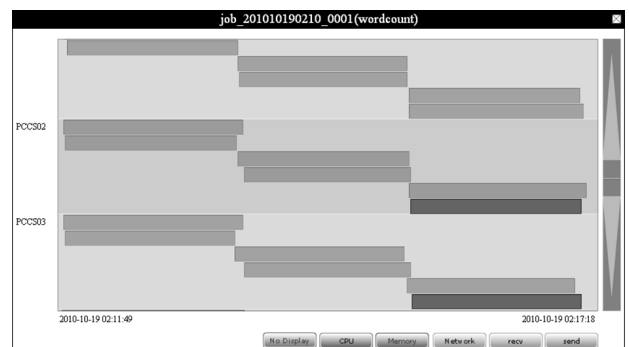 job_201010190210_0001(wordcount)
PCCS02
PCCS03
2010-10-19 02:11:49 2010-10-19 02:17:18
No Display CPU Memory Network recv send